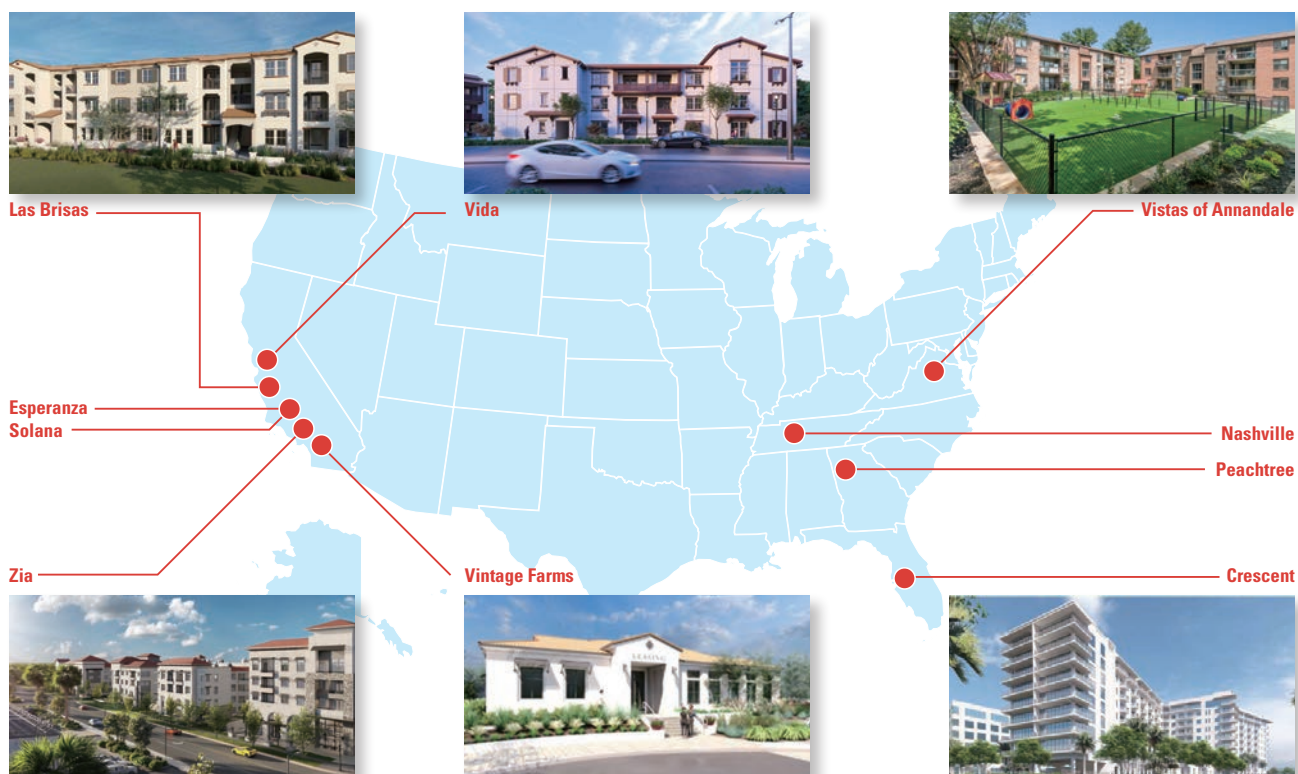 Las Brisas
Vida
Vistas of Annandale
Esperanza
Solana
Nashville
Peachtree
Zia
Vintage Farms
Crescent
LEASING